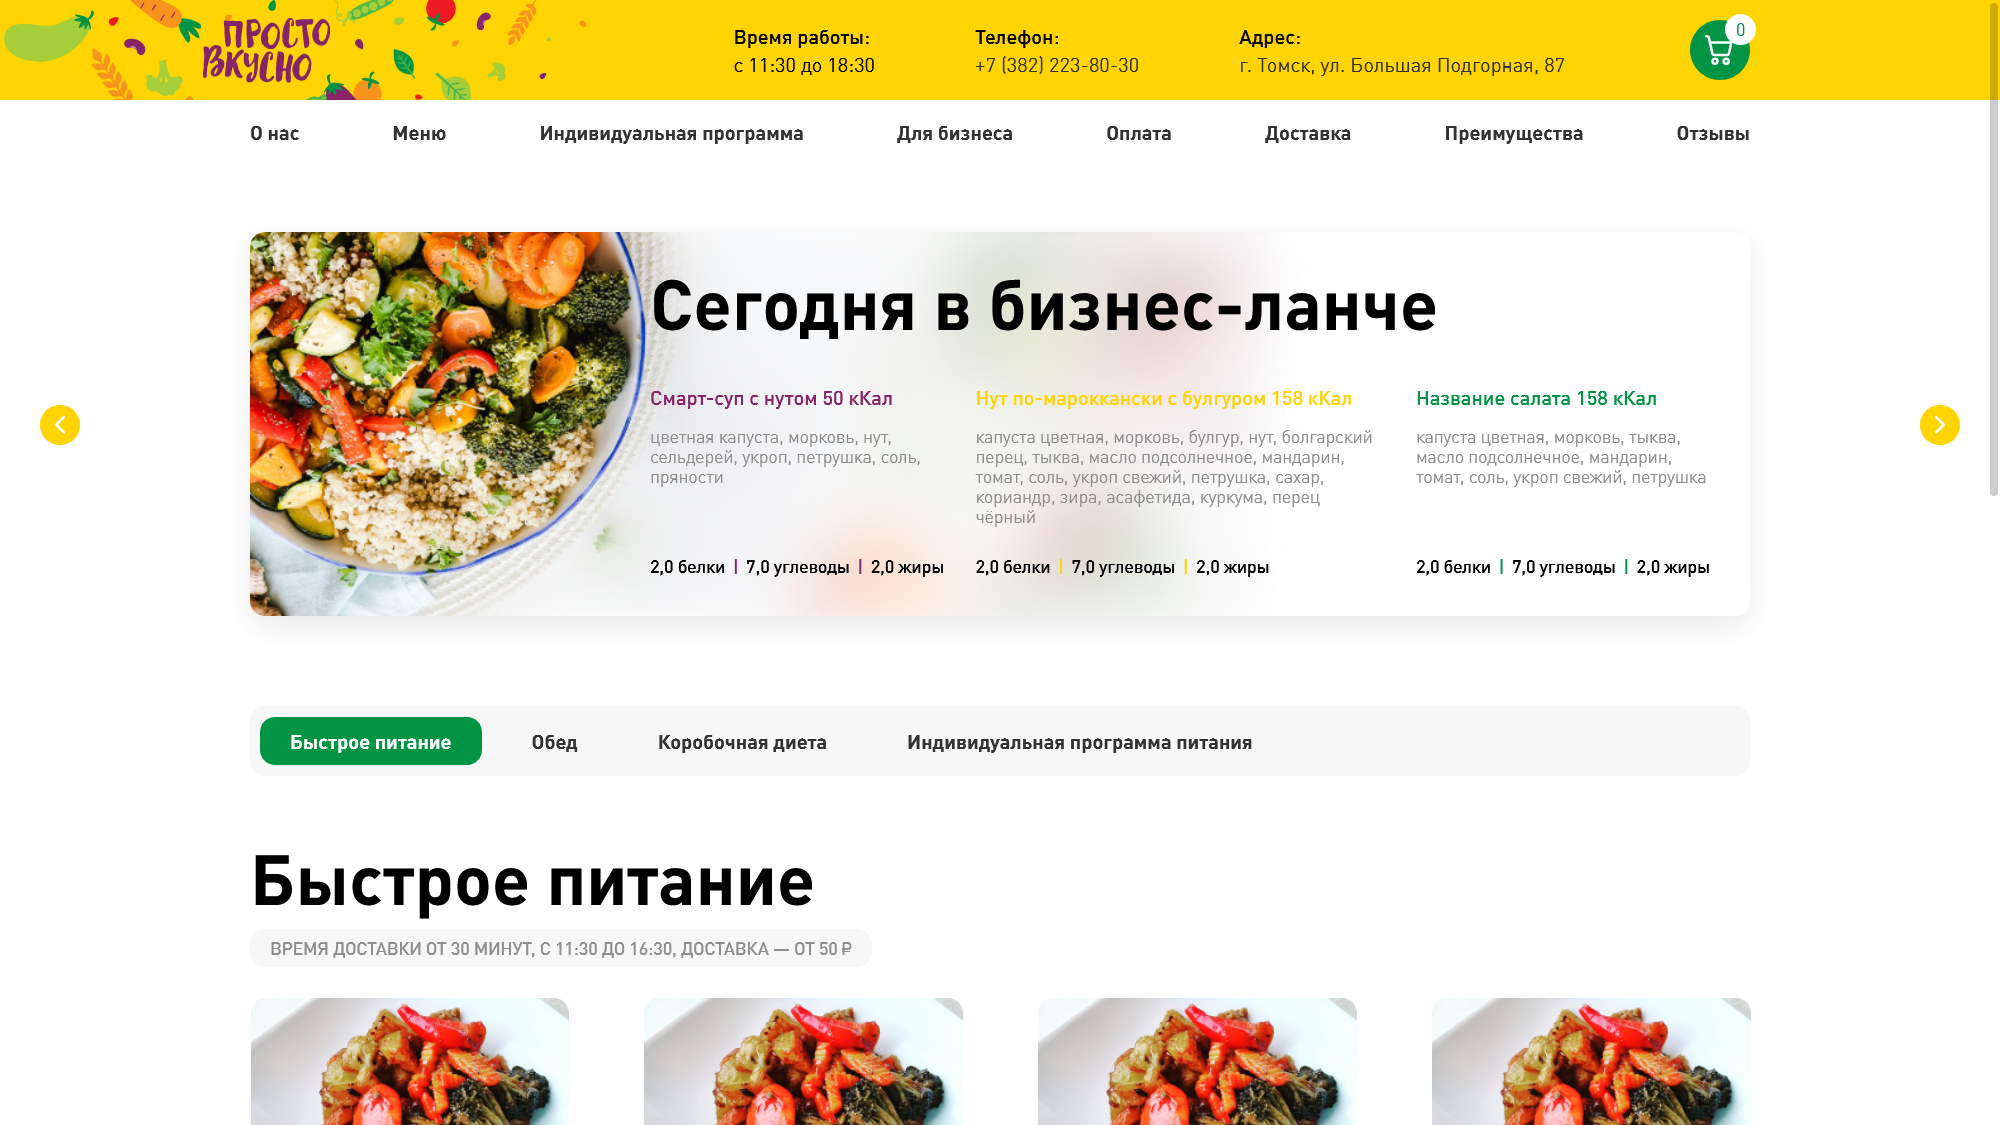 ПРОСТО
ВКУСНО
Время работы:
с 11:30 до 18:30
Телефон:
+7 (382) 223-80-30
Адрес:
г. Томск, ул. Большая Подгорная, 87
0
О нас
Меню
Индивидуальная программа
Для бизнеса
Оплата
Доставка
Преимущества
Отзывы
Сегодня в бизнес-ланче
Смарт-суп с нутом 50 кКал
цветная капуста, морковь, нут,
сельдерей, укроп, петрушка, соль,
пряности
2,0 белки | 7,0 углеводы | 2,0 жиры
Нут по-мароккански с булгуром 158 кКал
капуста цветная, морковь, булгур, нут, болгарский
перец, тыква, масло подсолнечное, мандарин,
томат, соль, укроп свежий, петрушка, сахар,
кориандр, зира, асафетида, куркума, перец
чёрный
2,0 белки | 7,0 углеводы | 2,0 жиры
Название салата 158 кКал
капуста цветная, морковь, тыква,
масло подсолнечное, мандарин,
томат, соль, укроп свежий, петрушка
2,0 белки | 7,0 углеводы | 2,0 жиры
Быстрое питание
Обед
Коробочная диета
Индивидуальная программа питания
Быстрое питание
ВРЕМЯ ДОСТАВКИ ОТ 30 МИНУТ, С 11:30 ДО 16:30, ДОСТАВКА — ОТ 50 ₽